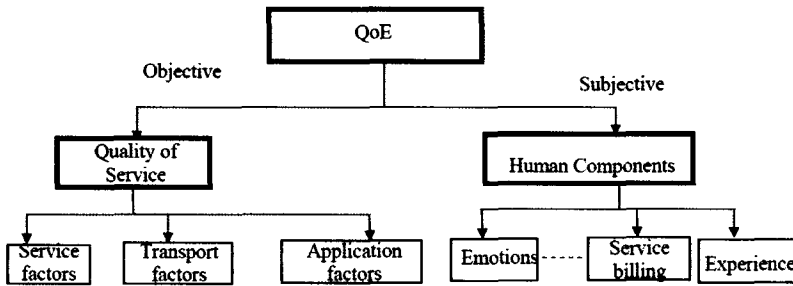 QoE
Objective
Subjective
Quality of
Service
Human Components
Service
factors
Transport
factors
Application
factors
Emotions
Service
billing
Experience